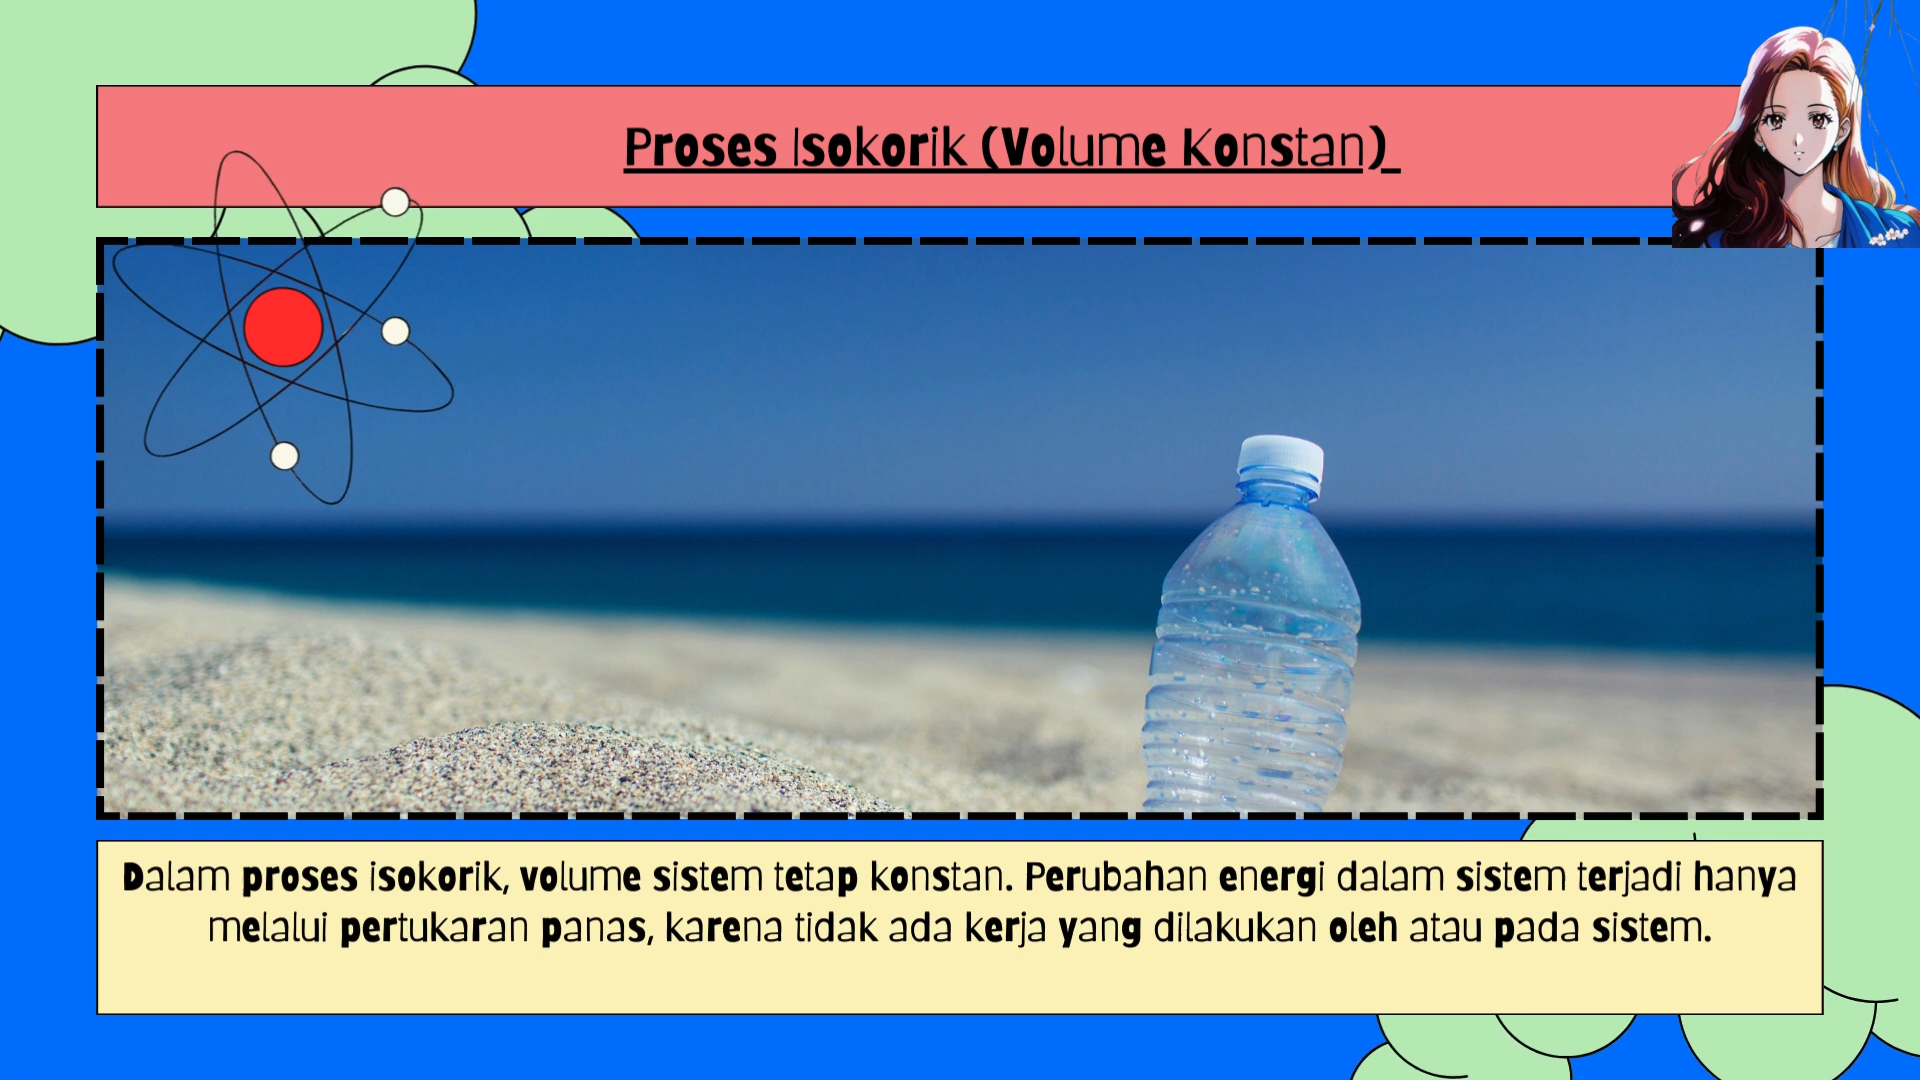 Proses Isokorik (Volume Konstan)
Dalam proses isokorik, volume sistem tetap konstan. Perubahan energi dalam sistem terjadi hanya
melalui pertukaran panas, karena tidak ada kerja yang dilakukan oleh atau pada sistem.